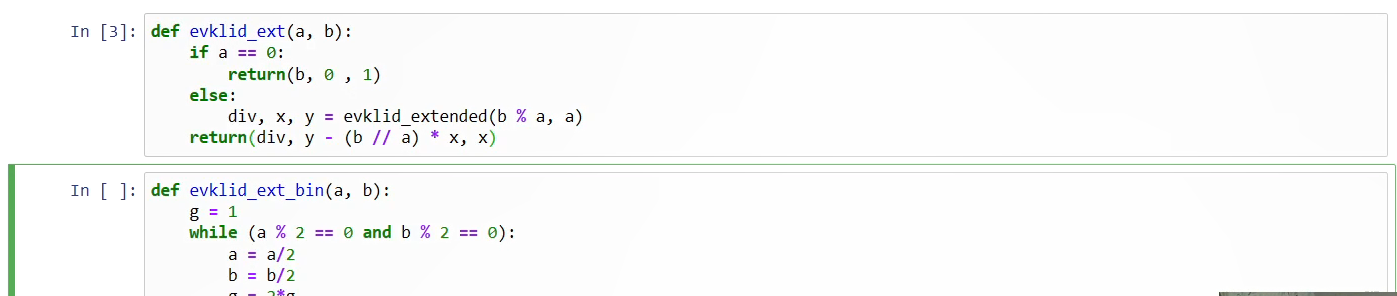 In [3]: def evklid_ext(a, b):
if a == 0:
return(b, 0 , 1)
else:
div, x, y = evklid_extended(b % a, a)
return(div, y - (b // a) * x, x)
In [ ]: def evklid_ext_bin(a, b):
g = 1
while (a % 2 == 0 and b % 2 == 0):
a = a/2
b = b/2
g = 2*g